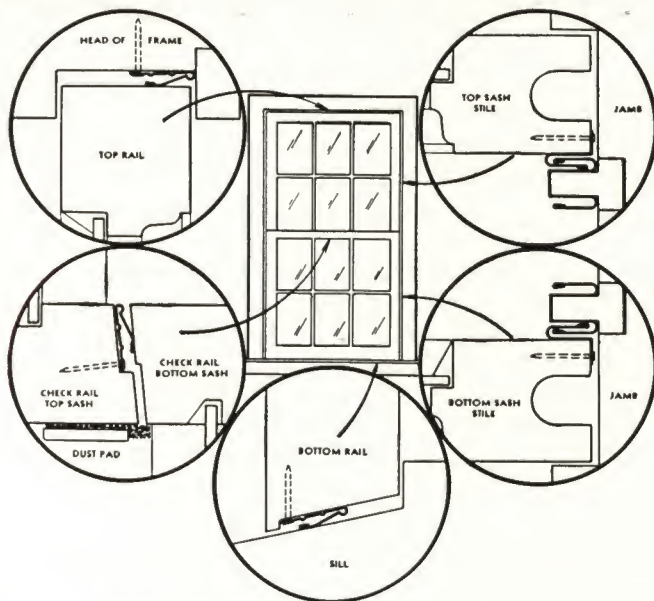 HEAD OF FRAME
TOP RAIL
TOP SASH
STILE
JAMB
CHECK RAIL
BOTTOM SASH
CHECK RAIL
TOP SASH
DUST PAD
BOTTOM RAIL
SILL
BOTTOM SASH
STILE
JAMB